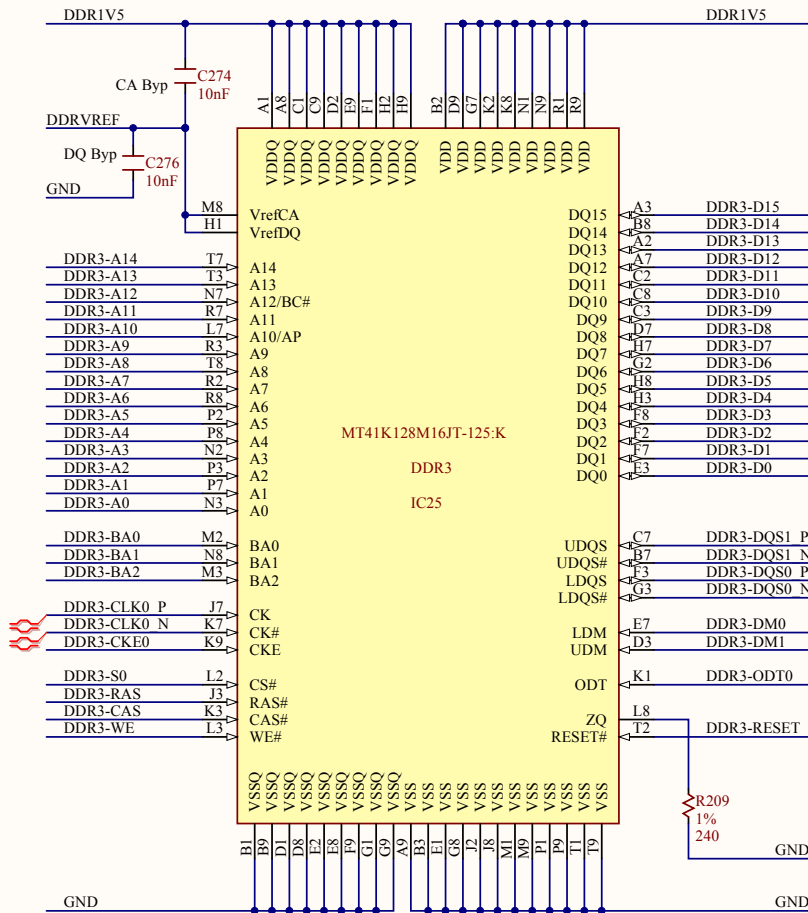 DDR1V5 DDR1V5
C274
CA Byp 10nF
DDRVREF
DQ Byp C276
10nF
GND
A1 A8 C1 C9 D2 E9 F1 H2 H9 B2 D9 G7 K2 K8 N1 N9 R1 R9
VDDQ VDDQ VDDQ VDDQ VDDQ VDDQ VDDQ VDDQ VDDQ VDD VDD VDD VDD VDD VDD VDD VDD VDD
M8 VrefCA DQ15 A3 DDR3-D15
H1 VrefDQ DQ14 B8 DDR3-D14
DQ13 A2 DDR3-D13
DDR3-A14 T7 A14 DQ12 A7 DDR3-D12
DDR3-A13 T3 A13 DQ11 C2 DDR3-D11
DDR3-A12 N7 A12/BC# DQ10 C8 DDR3-D10
DDR3-A11 R7 A11 DQ9 C3 DDR3-D9
DDR3-A10 L7 A10/AP DQ8 D7 DDR3-D8
DDR3-A9 R3 A9 DQ7 H7 DDR3-D7
DDR3-A8 T8 A8 DQ6 G2 DDR3-D6
DDR3-A7 R2 A7 DQ5 H8 DDR3-D5
DDR3-A6 R8 A6 DQ4 H3 DDR3-D4
DDR3-A5 P2 A5 DQ3 F8 DDR3-D3
DDR3-A4 P8 A4 DQ2 F2 DDR3-D2
DDR3-A3 N2 A3 DQ1 F7 DDR3-D1
DDR3-A2 P3 A2 DQ0 E3 DDR3-D0
DDR3-A1 P7 A1
DDR3-A0 N3 A0
MT41K128M16JT-125:K
DDR3
IC25
DDR3-BA0 M2 BA0 UDQS C7 DDR3-DQS1_P
DDR3-BA1 N8 BA1 UDQS# B7 DDR3-DQS1_N
DDR3-BA2 M3 BA2 LDQS F3 DDR3-DQS0_P
LDQS# G3 DDR3-DQS0_N
DDR3-CLK0_P J7 CK
DDR3-CLK0_N K7 CK# LDM E7 DDR3-DM0
DDR3-CKE0 K9 CKE UDM D3 DDR3-DM1
DDR3-S0 L2 CS# ODT K1 DDR3-ODT0
DDR3-RAS J3 RAS#
DDR3-CAS K3 CAS# ZQ L8
DDR3-WE L3 WE# RESET# T2 DDR3-RESET
VSSQ VSSQ VSSQ VSSQ VSSQ VSSQ VSSQ VSSQ VSSQ VSS VSS VSS VSS VSS VSS VSS VSS VSS VSS VSS VSS
B1 B9 D1 D8 E2 E8 F9 G1 G9 A9 B3 E1 G8 J2 J8 M1 M9 P1 P9 T1 T9
R209
1%
240
GND
GND GND